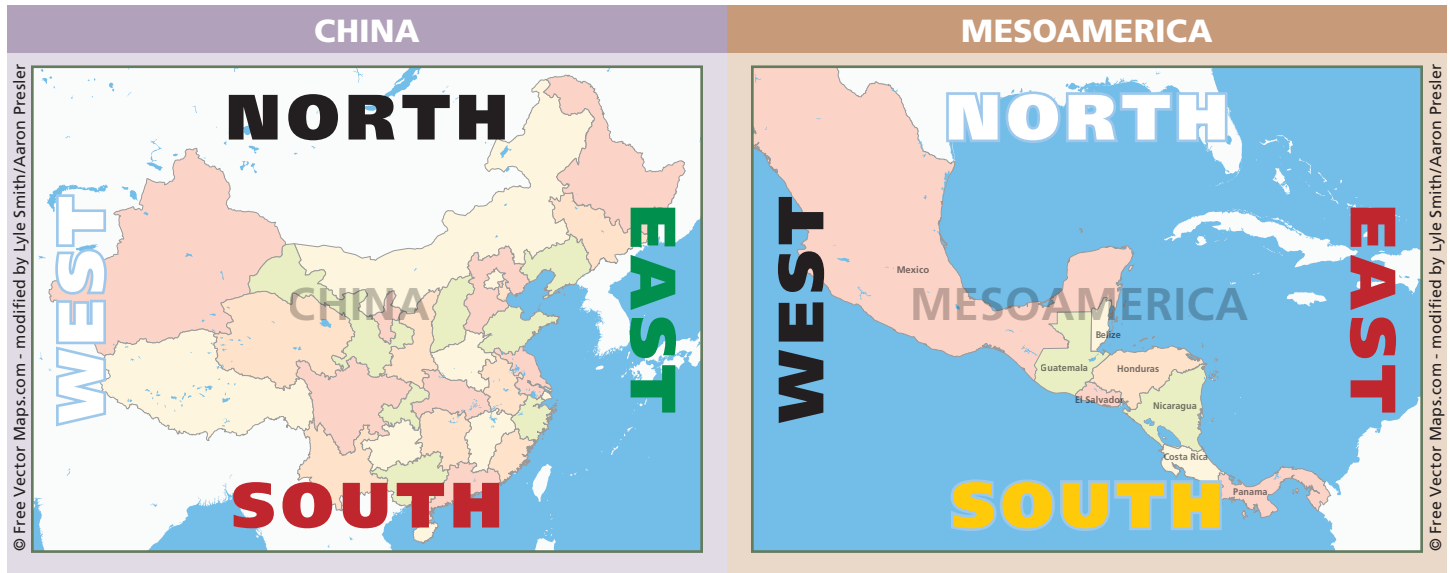 CHINA
© Free Vector Maps.com - modified by Lyle Smith/Aaron Presler
NORTH
WEST
EAST
CHINA
SOUTH
MESOAMERICA
NORTH
WEST
EAST
Mexico
MESOAMERICA
Belize
Guatemala
Honduras
El Salvador
Nicaragua
Costa Rica
Panama
SOUTH
© Free Vector Maps.com - modified by Lyle Smith/Aaron Presler